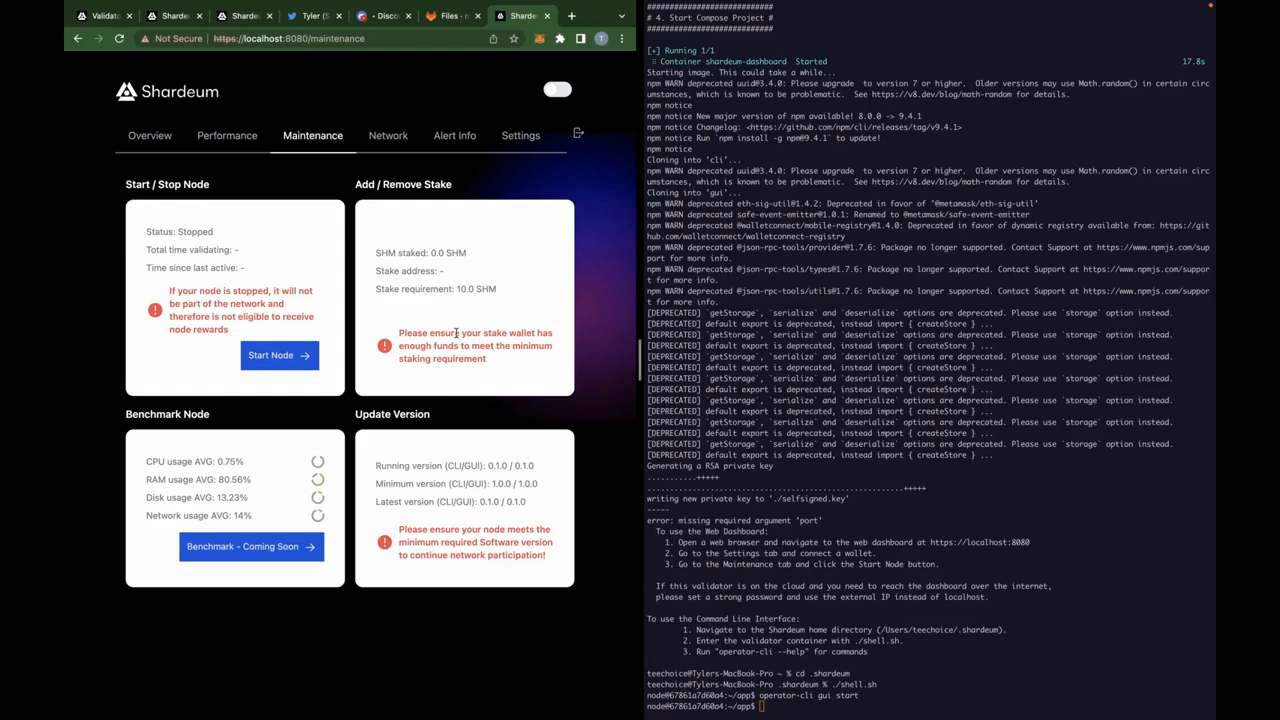 Validato
Shardeu
Shardeu
Tyler (S
• Discor
Files · n
Sharde
Not Secure
https://localhost:8080/maintenance
T
Shardeum
Overview
Performance
Maintenance
Network
Alert Info
Settings
Start / Stop Node
Status: Stopped
Total time validating: -
Time since last active: -
If your node is stopped, it will not
be part of the network and
therefore is not eligible to receive
node rewards
Start Node
Add / Remove Stake
SHM staked: 0.0 SHM
Stake address: -
Stake requirement: 10.0 SHM
Please ensure your stake wallet has
enough funds to meet the minimum
staking requirement
Benchmark Node
CPU usage AVG: 0.75%
RAM usage AVG: 80.56%
Disk usage AVG: 13.23%
Network usage AVG: 14%
Benchmark - Coming Soon
Update Version
Running version (CLI/GUI): 0.1.0 / 0.1.0
Minimum version (CLI/GUI): 1.0.0 / 1.0.0
Latest version (CLI/GUI): 0.1.0 / 0.1.0
Please ensure your node meets the
minimum required Software version
to continue network participation!
###########################
# 4. Start Compose Project #
###########################
[+] Running 1/1
⠿ Container shardeum-dashboard  Started 17.8s
Starting image. This could take a while...
npm WARN deprecated uuid@3.4.0: Please upgrade  to version 7 or higher.  Older versions may use Math.random() in certain circ
umstances, which is known to be problematic.  See https://v8.dev/blog/math-random for details.
npm notice
npm notice New major version of npm available! 8.0.0 -> 9.4.1
npm notice Changelog: <https://github.com/npm/cli/releases/tag/v9.4.1>
npm notice Run `npm install -g npm@9.4.1` to update!
npm notice
Cloning into 'cli'...
npm WARN deprecated uuid@3.4.0: Please upgrade  to version 7 or higher.  Older versions may use Math.random() in certain circ
umstances, which is known to be problematic.  See https://v8.dev/blog/math-random for details.
Cloning into 'gui'...
npm WARN deprecated eth-sig-util@1.4.2: Deprecated in favor of '@metamask/eth-sig-util'
npm WARN deprecated safe-event-emitter@1.0.1: Renamed to @metamask/safe-event-emitter
npm WARN deprecated @walletconnect/mobile-registry@1.4.0: Deprecated in favor of dynamic registry available from: https://git
hub.com/walletconnect/walletconnect-registry
npm WARN deprecated @json-rpc-tools/provider@1.7.6: Package no longer supported. Contact Support at https://www.npmjs.com/sup
port for more info.
npm WARN deprecated @json-rpc-tools/types@1.7.6: Package no longer supported. Contact Support at https://www.npmjs.com/suppor
t for more info.
npm WARN deprecated @json-rpc-tools/utils@1.7.6: Package no longer supported. Contact Support at https://www.npmjs.com/suppor
t for more info.
[DEPRECATED] `getStorage`, `serialize` and `deserialize` options are deprecated. Please use `storage` option instead.
[DEPRECATED] default export is deprecated, instead import { createStore } ...
[DEPRECATED] `getStorage`, `serialize` and `deserialize` options are deprecated. Please use `storage` option instead.
[DEPRECATED] default export is deprecated, instead import { createStore } ...
[DEPRECATED] `getStorage`, `serialize` and `deserialize` options are deprecated. Please use `storage` option instead.
[DEPRECATED] default export is deprecated, instead import { createStore } ...
[DEPRECATED] `getStorage`, `serialize` and `deserialize` options are deprecated. Please use `storage` option instead.
[DEPRECATED] default export is deprecated, instead import { createStore } ...
[DEPRECATED] `getStorage`, `serialize` and `deserialize` options are deprecated. Please use `storage` option instead.
[DEPRECATED] default export is deprecated, instead import { createStore } ...
[DEPRECATED] `getStorage`, `serialize` and `deserialize` options are deprecated. Please use `storage` option instead.
[DEPRECATED] default export is deprecated, instead import { createStore } ...
[DEPRECATED] `getStorage`, `serialize` and `deserialize` options are deprecated. Please use `storage` option instead.
[DEPRECATED] default export is deprecated, instead import { createStore } ...
Generating a RSA private key
..........+++++
.....................................................+++++
writing new private key to './selfsigned.key'
-----
error: missing required argument 'port'
To use the Web Dashboard:
1. Open a web browser and navigate to the web dashboard at https://localhost:8080
2. Go to the Settings tab and connect a wallet.
3. Go to the Maintenance tab and click the Start Node button.
If this validator is on the cloud and you need to reach the dashboard over the internet,
please set a strong password and use the external IP instead of localhost.
To use the Command Line Interface:
1. Navigate to the Shardeum home directory (/Users/teechoice/.shardeum).
2. Enter the validator container with ./shell.sh.
3. Run "operator-cli --help" for commands
teechoice@Tylers-MacBook-Pro ~ % cd .shardeum
teechoice@Tylers-MacBook-Pro .shardeum % ./shell.sh
node@67861a7d60a4:~/app$ operator-cli gui start
node@67861a7d60a4:~/app$